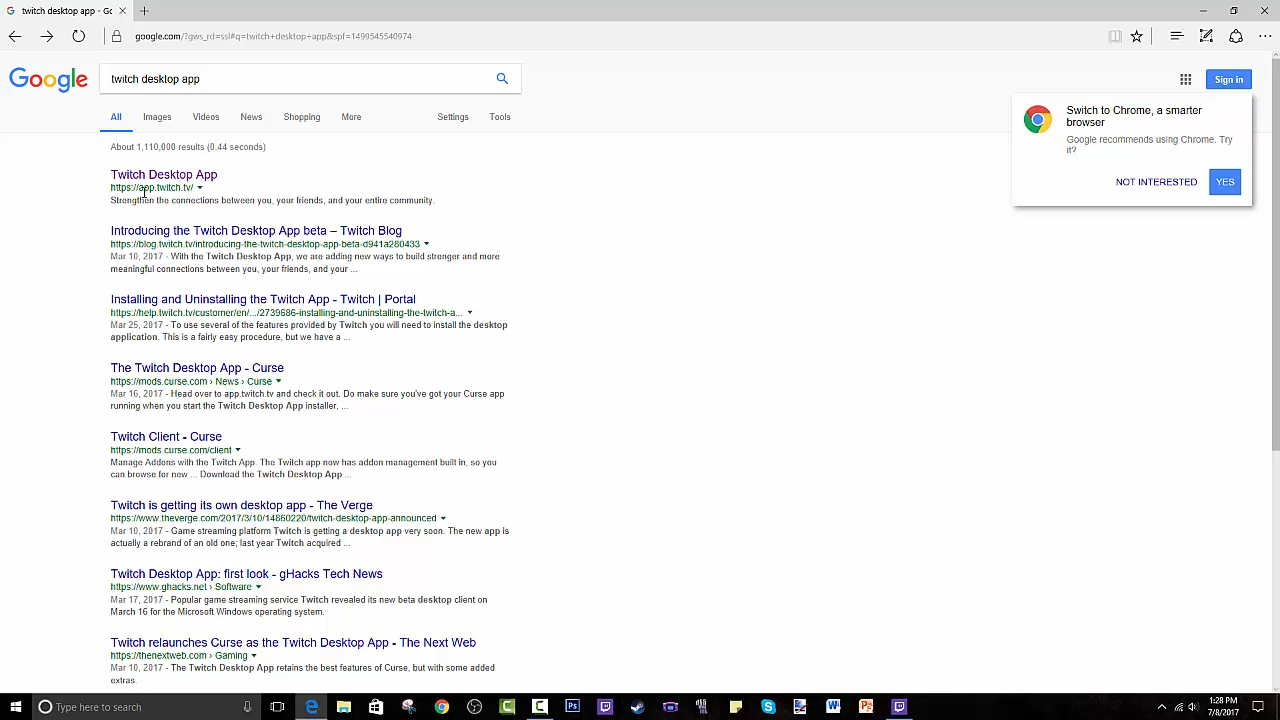 twitch desktop app - Go
google.com/?gws_rd=ssl#q=twitch+desktop+app&spf=1499545540974
Google
twitch desktop app
Sign in
All Images Videos News Shopping More Settings Tools
Switch to Chrome, a smarter
browser
Google recommends using Chrome. Try
it?
NOT INTERESTED YES
About 1,110,000 results (0.44 seconds)
Twitch Desktop App
https://app.twitch.tv/
Strengthen the connections between you, your friends, and your entire community.
Introducing the Twitch Desktop App beta – Twitch Blog
https://blog.twitch.tv/introducing-the-twitch-desktop-app-beta-d941a280433
Mar 10, 2017 - With the Twitch Desktop App, we are adding new ways to build stronger and more
meaningful connections between you, your friends, and your ...
Installing and Uninstalling the Twitch App - Twitch | Portal
https://help.twitch.tv/customer/en/.../2739686-installing-and-uninstalling-the-twitch-a...
Mar 25, 2017 - To use several of the features provided by Twitch you will need to install the desktop
application. This is a fairly easy procedure, but we have a ...
The Twitch Desktop App - Curse
https://mods.curse.com › News › Curse
Mar 16, 2017 - Head over to app.twitch.tv and check it out. Do make sure you've got your Curse app
running when you start the Twitch Desktop App installer, ...
Twitch Client - Curse
https://mods.curse.com/client
Manage Addons with the Twitch App. The Twitch app now has addon management built in, so you
can browse for new ... Download the Twitch Desktop App ...
Twitch is getting its own desktop app - The Verge
https://www.theverge.com/2017/3/10/14860220/twitch-desktop-app-announced
Mar 10, 2017 - Game streaming platform Twitch is getting a desktop app very soon. The new app is
actually a rebrand of an old one; last year Twitch acquired ...
Twitch Desktop App: first look - gHacks Tech News
https://www.ghacks.net › Software
Mar 17, 2017 - Popular game streaming service Twitch revealed its new beta desktop client on
March 16 for the Microsoft Windows operating system.
Twitch relaunches Curse as the Twitch Desktop App - The Next Web
https://thenextweb.com › Gaming
Mar 10, 2017 - The Twitch Desktop App retains the best features of Curse, but with some added
extras.
Type here to search
1:28 PM
7/8/2017